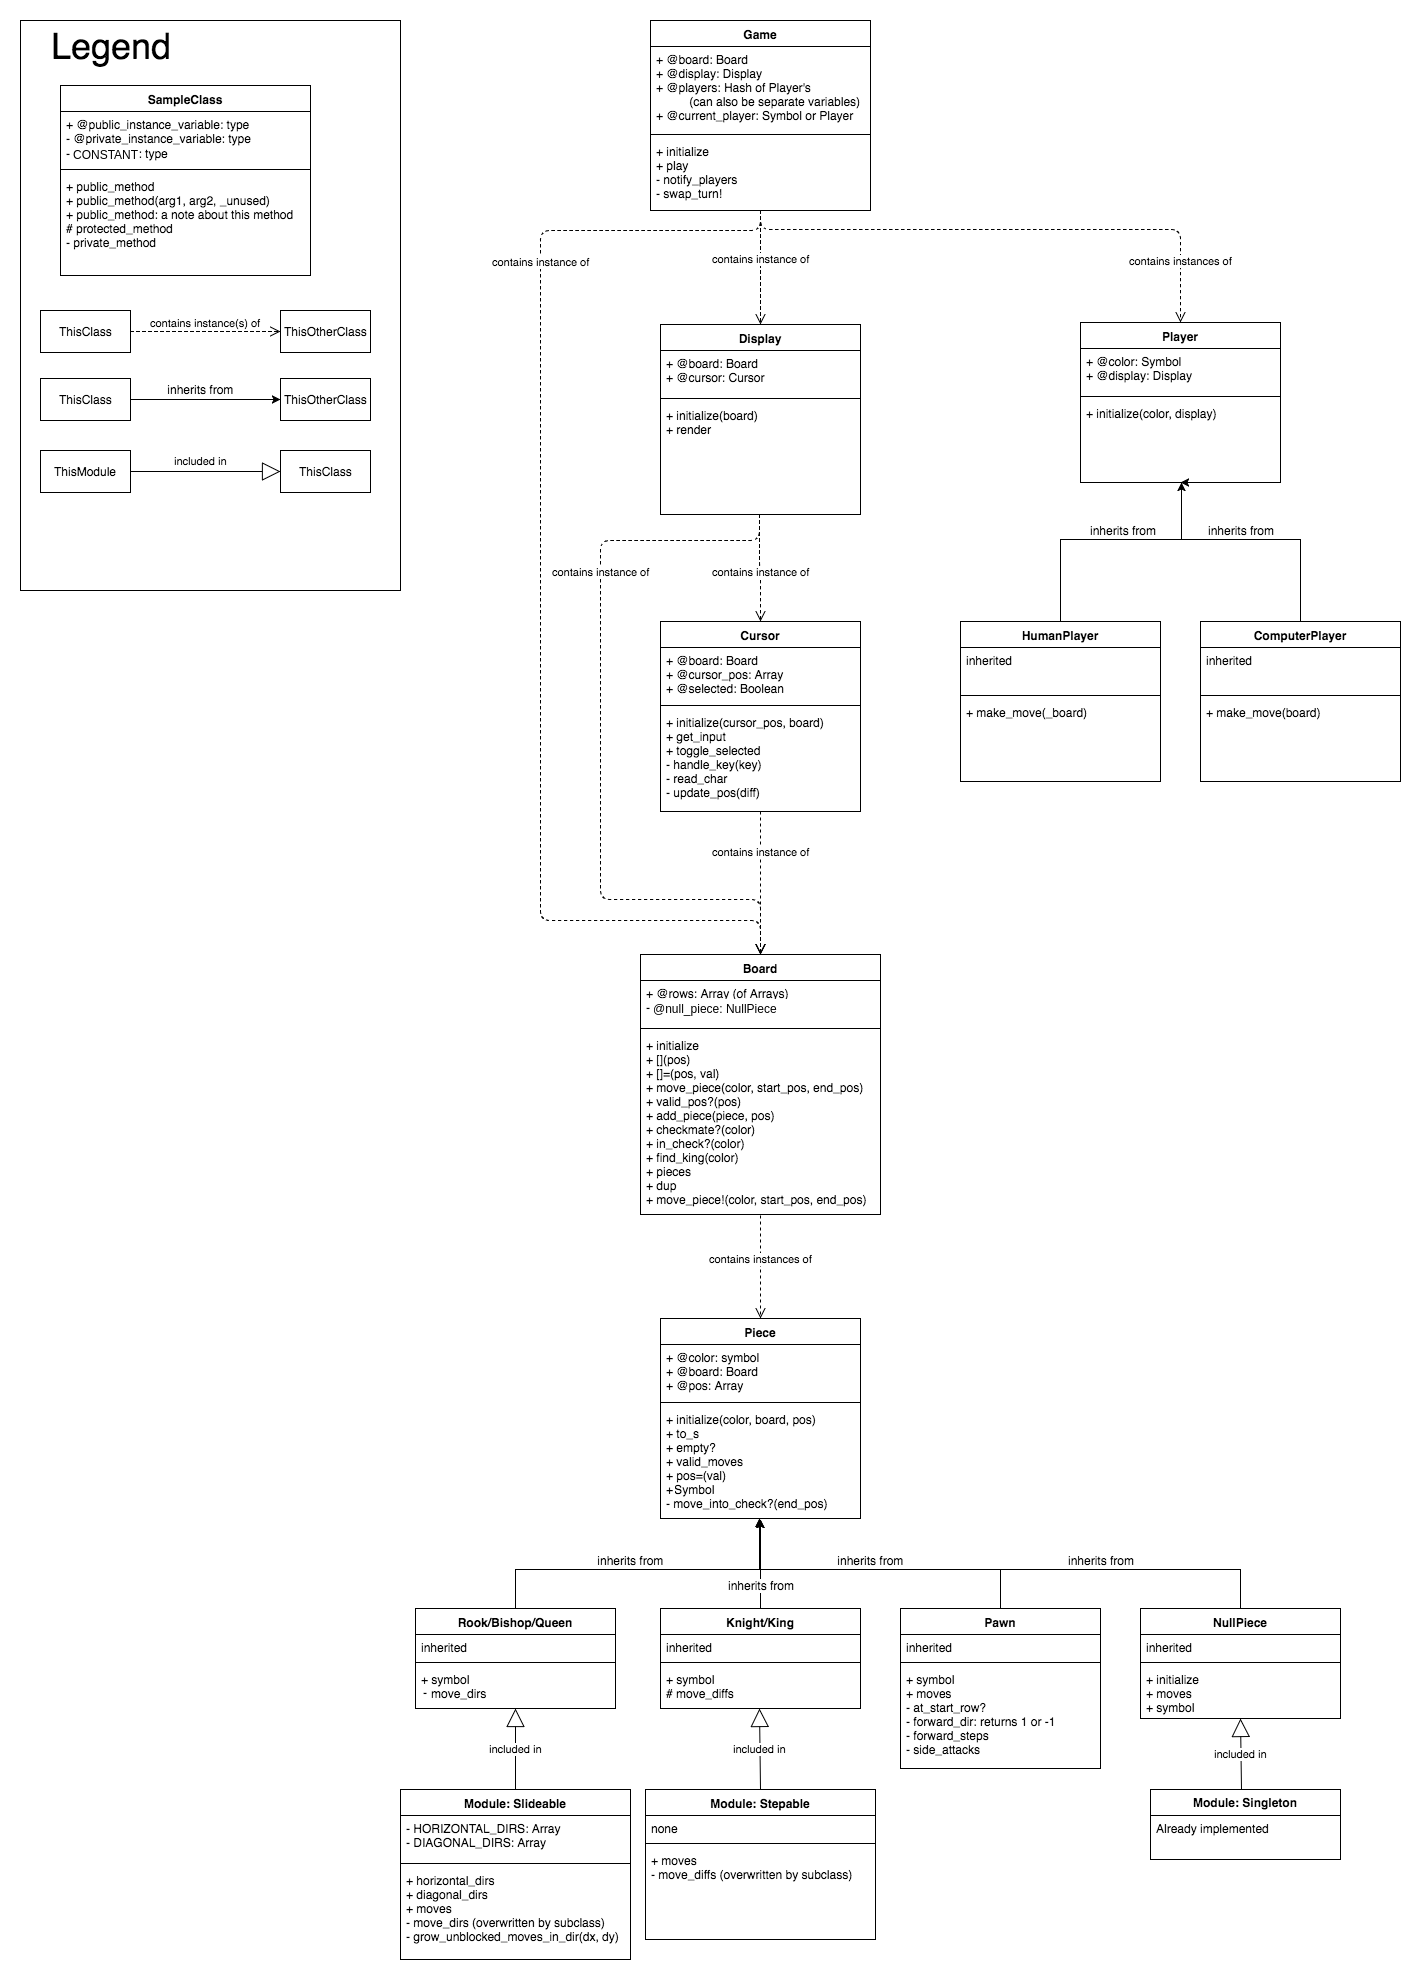 Legend
SampleClass
+ @public_instance_variable: type
- @private_instance_variable: type
- CONSTANT: type
+ public_method
+ public_method(arg1, arg2, _unused)
+ public_method: a note about this method
# protected_method
- private_method
ThisClass
contains instance(s) of
ThisOtherClass
ThisClass
inherits from
ThisOtherClass
ThisModule
included in
ThisClass
Game
+ @board: Board
+ @display: Display
+ @players: Hash of Player's
(can also be separate variables)
+ @current_player: Symbol or Player
+ initialize
+ play
- notify_players
- swap_turn!
contains instance of
contains instance of
contains instances of
Display
+ @board: Board
+ @cursor: Cursor
+ initialize(board)
+ render
Player
+ @color: Symbol
+ @display: Display
+ initialize(color, display)
inherits from
inherits from
contains instance of
contains instance of
Cursor
+ @board: Board
+ @cursor_pos: Array
+ @selected: Boolean
+ initialize(cursor_pos, board)
+ get_input
+ toggle_selected
- handle_key(key)
- read_char
- update_pos(diff)
HumanPlayer
inherited
+ make_move(_board)
ComputerPlayer
inherited
+ make_move(board)
contains instance of
Board
+ @rows: Array (of Arrays)
- @null_piece: NullPiece
+ initialize
+ [](pos)
+ []=(pos, val)
+ move_piece(color, start_pos, end_pos)
+ valid_pos?(pos)
+ add_piece(piece, pos)
+ checkmate?(color)
+ in_check?(color)
+ find_king(color)
+ pieces
+ dup
+ move_piece!(color, start_pos, end_pos)
contains instances of
Piece
+ @color: symbol
+ @board: Board
+ @pos: Array
+ initialize(color, board, pos)
+ to_s
+ empty?
+ valid_moves
+ pos=(val)
+Symbol
- move_into_check?(end_pos)
inherits from
inherits from
inherits from
inherits from
Rook/Bishop/Queen
inherited
+ symbol
- move_dirs
Knight/King
inherited
+ symbol
# move_diffs
Pawn
inherited
+ symbol
+ moves
- at_start_row?
- forward_dir: returns 1 or -1
- forward_steps
- side_attacks
NullPiece
inherited
+ initialize
+ moves
+ symbol
included in
included in
included in
Module: Slideable
- HORIZONTAL_DIRS: Array
- DIAGONAL_DIRS: Array
+ horizontal_dirs
+ diagonal_dirs
+ moves
- move_dirs (overwritten by subclass)
- grow_unblocked_moves_in_dir(dx, dy)
Module: Stepable
none
+ moves
- move_diffs (overwritten by subclass)
Module: Singleton
Already implemented